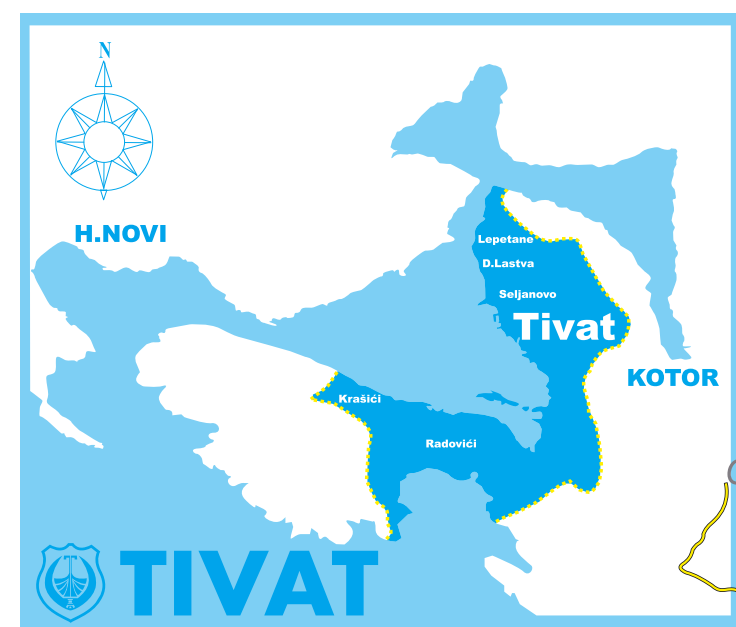 N
H.NOVI
Lepetane
D.Lastva
Seljanovo
Tivat
KOTOR
Krašići
Radovići
TIVAT